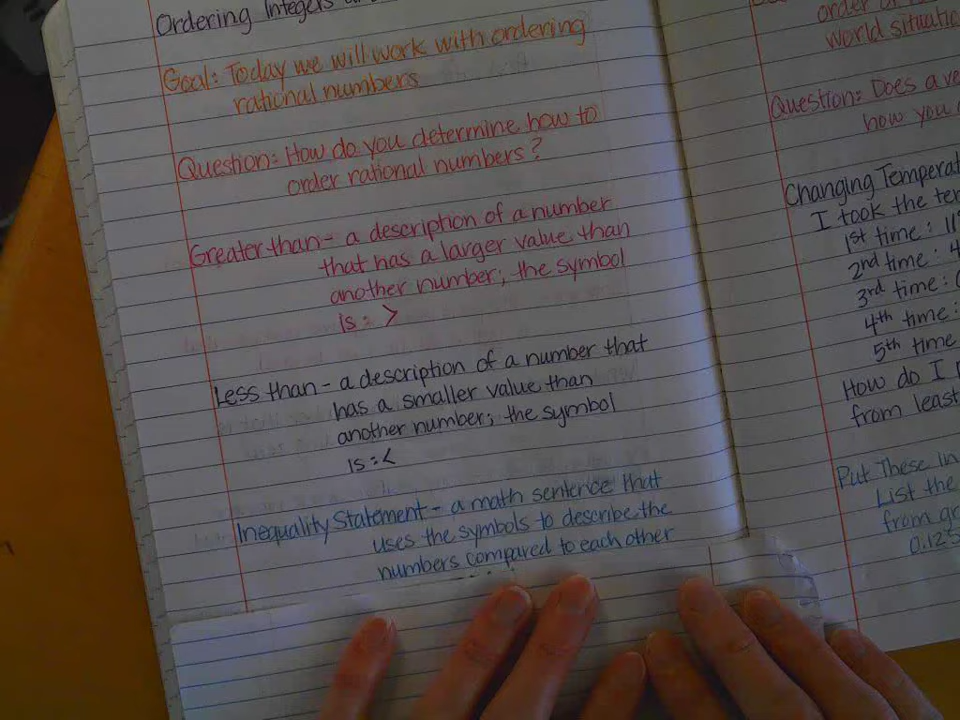 Ordering Integers
Goal: Today we will work with ordering
rational numbers
Question: How do you determine how to
order rational numbers?
Greater than - a description of a number
that has a larger value than
another number; the symbol
is: >
Less than - a description of a number that
has a smaller value than
another number; the symbol
is: <
Inequality Statement - a math sentence that
uses the symbols to describe the
numbers compared to each other
order
world
Question: Does a
how you
Changing
I took the
1st time:
2nd time: 4
3rd time:
4th time:
5th time
How do I
from least
Put These in
List the
from
0.125